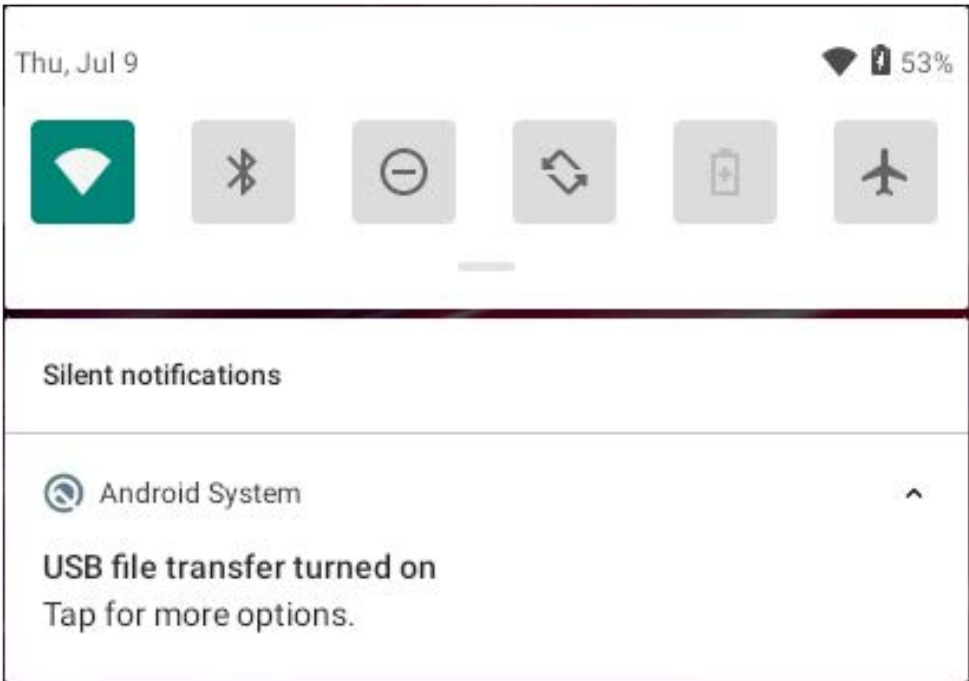 Thu, Jul 9
53%
Silent notifications
Android System
USB file transfer turned on
Tap for more options.